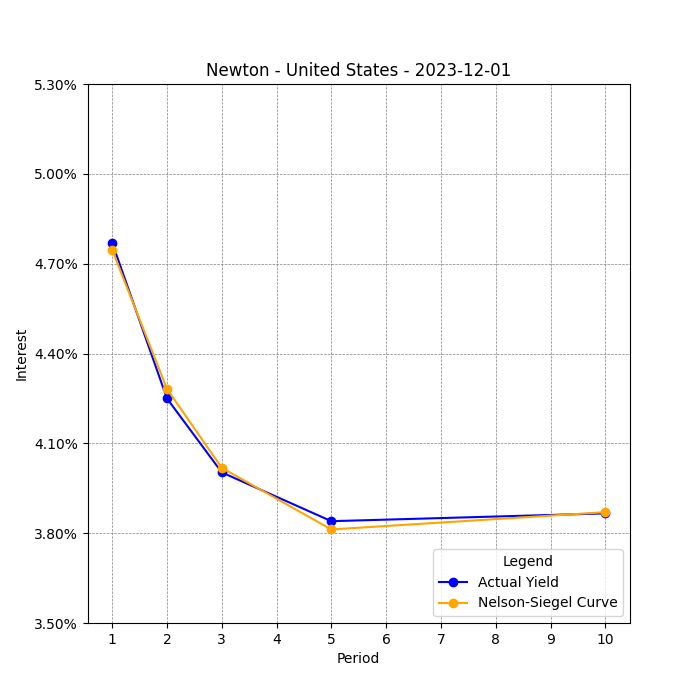 Newton - United States - 2023-12-01
5.30%
5.00%
4.70%
4.40%
4.10%
3.80%
3.50%
Interest
1 2 3 4 5 6 7 8 9 10
Period
Legend
Actual Yield
Nelson-Siegel Curve